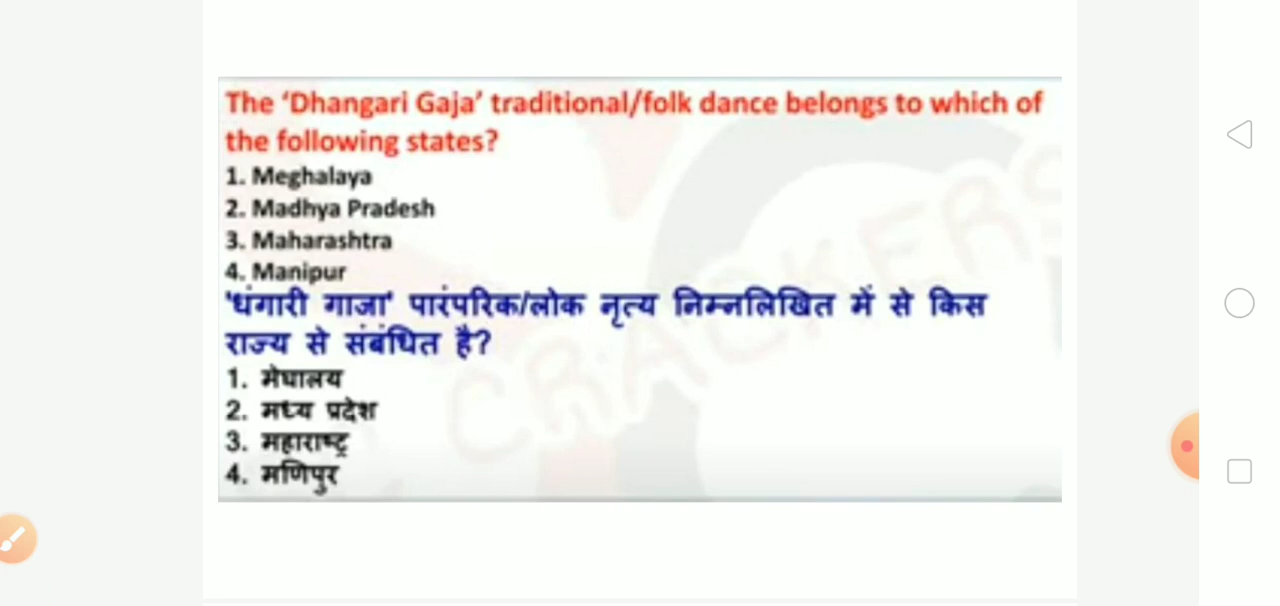 The ‘Dhangari Gaja’ traditional/folk dance belongs to which of
the following states?
1. Meghalaya
2. Madhya Pradesh
3. Maharashtra
4. Manipur
'धंगारी गाजा' पारंपरिक/लोक नृत्य निम्नलिखित में से किस
राज्य से संबंधित है?
1. मेघालय
2. मध्य प्रदेश
3. महाराष्ट्र
4. मणिपुर
CRACKERS